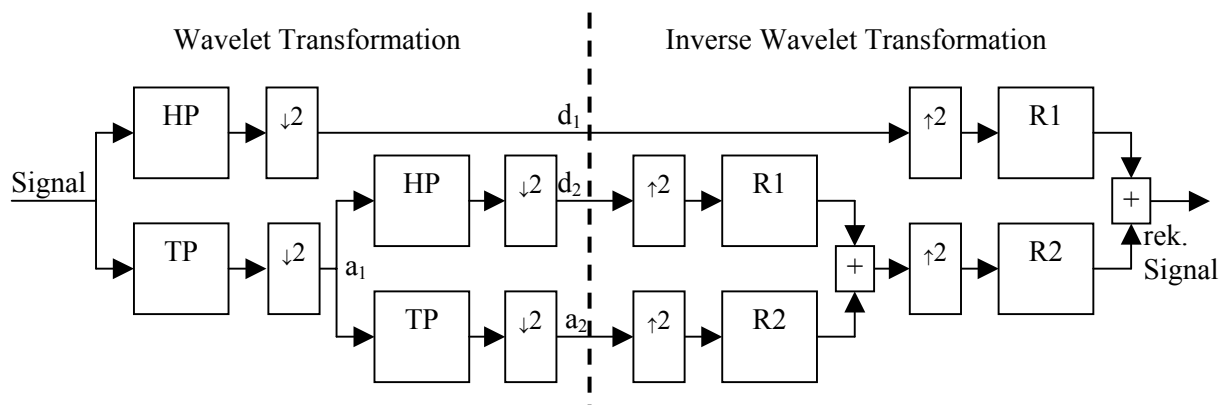 Wavelet Transformation
Inverse Wavelet Transformation
HP
↓2
d₁
↑2
R1
Signal
HP
↓2
d₂
↑2
R1
+
TP
↓2
a₁
+
↑2
R2
rek.
Signal
TP
↓2
a₂
↑2
R2